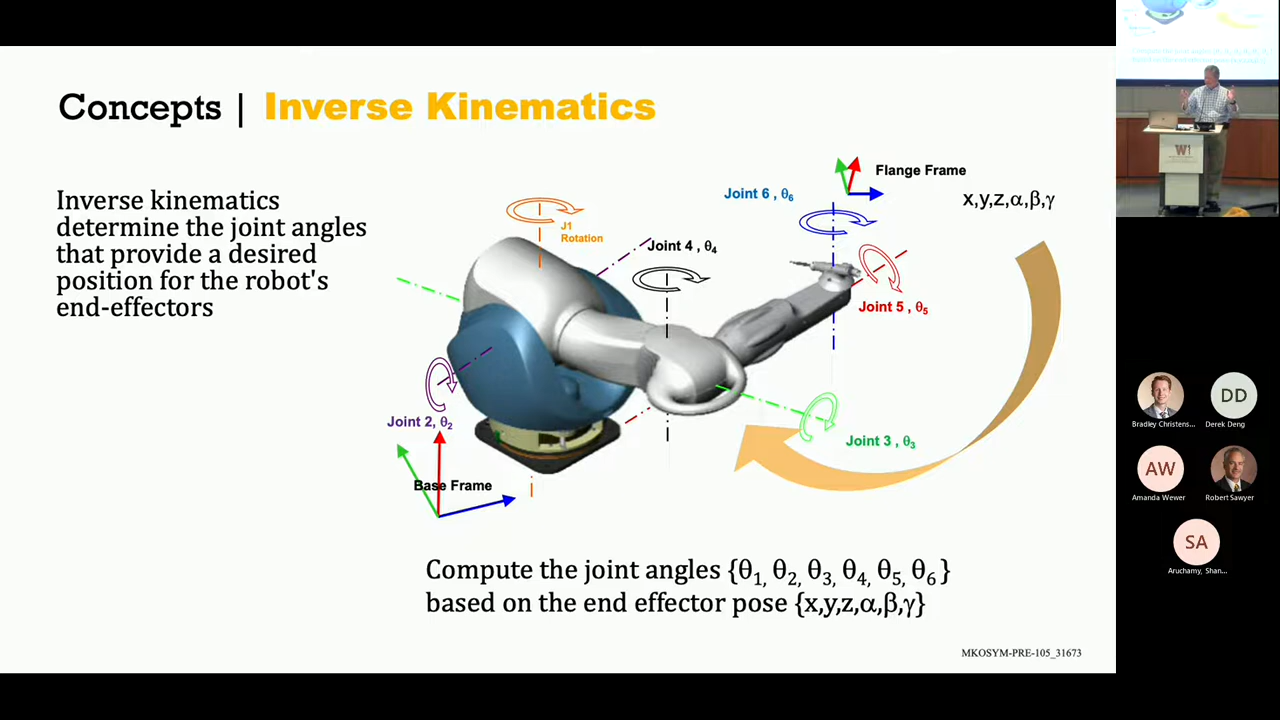 Concepts | Inverse Kinematics
Inverse kinematics
determine the joint angles
that provide a desired
position for the robot's
end-effectors
J1
Rotation
Joint 4 , θ4
Joint 6 , θ6
Flange Frame
x,y,z,α,β,γ
Joint 5 , θ5
Joint 2, θ2
Joint 3 , θ3
Base Frame
Compute the joint angles {θ1, θ2, θ3, θ4, θ5, θ6}
based on the end effector pose {x,y,z,α,β,γ}
MKOSYM-PRE-105_31673
W
Bradley Christens...
DD
Derek Deng
AW
Amanda Wewer
Robert Sawyer
SA
Aruchamy, Shan...